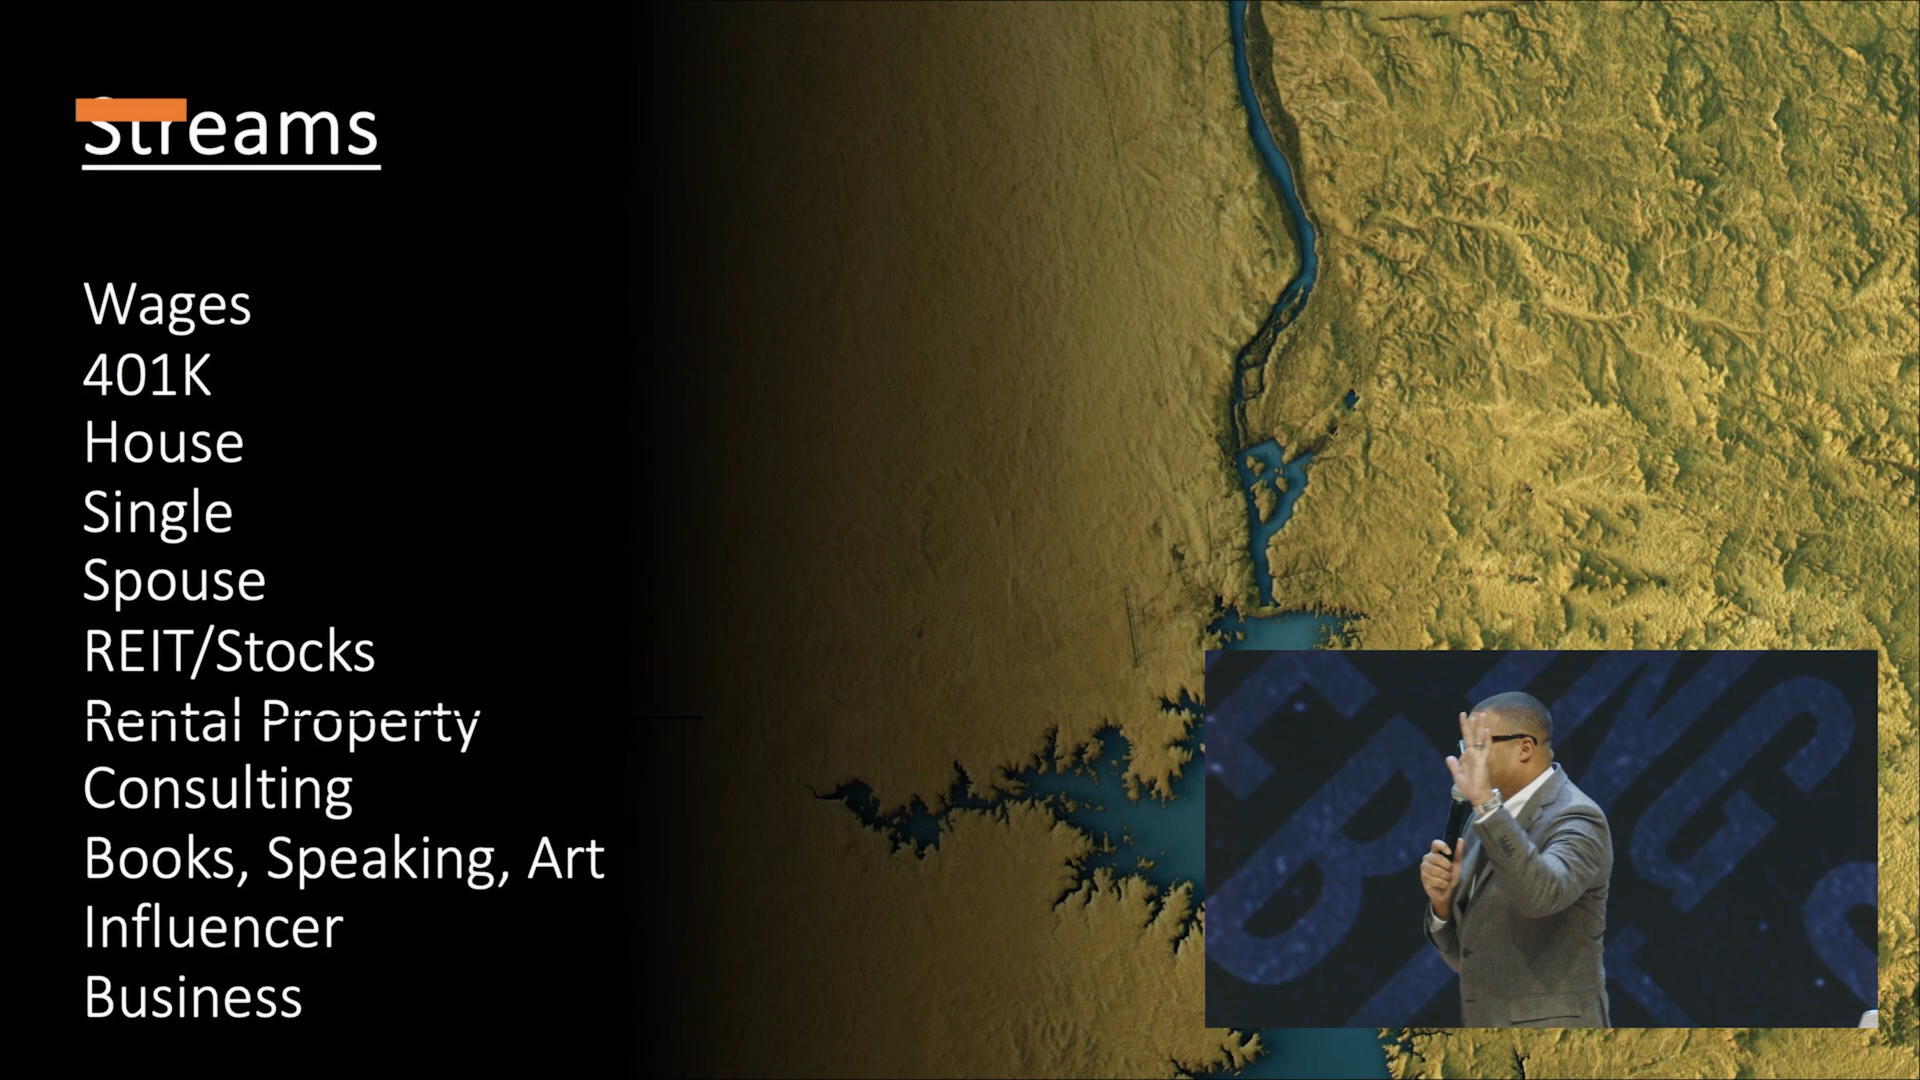 Streams
Wages
401K
House
Single
Spouse
REIT/Stocks
Rental Property
Consulting
Books, Speaking, Art
Influencer
Business